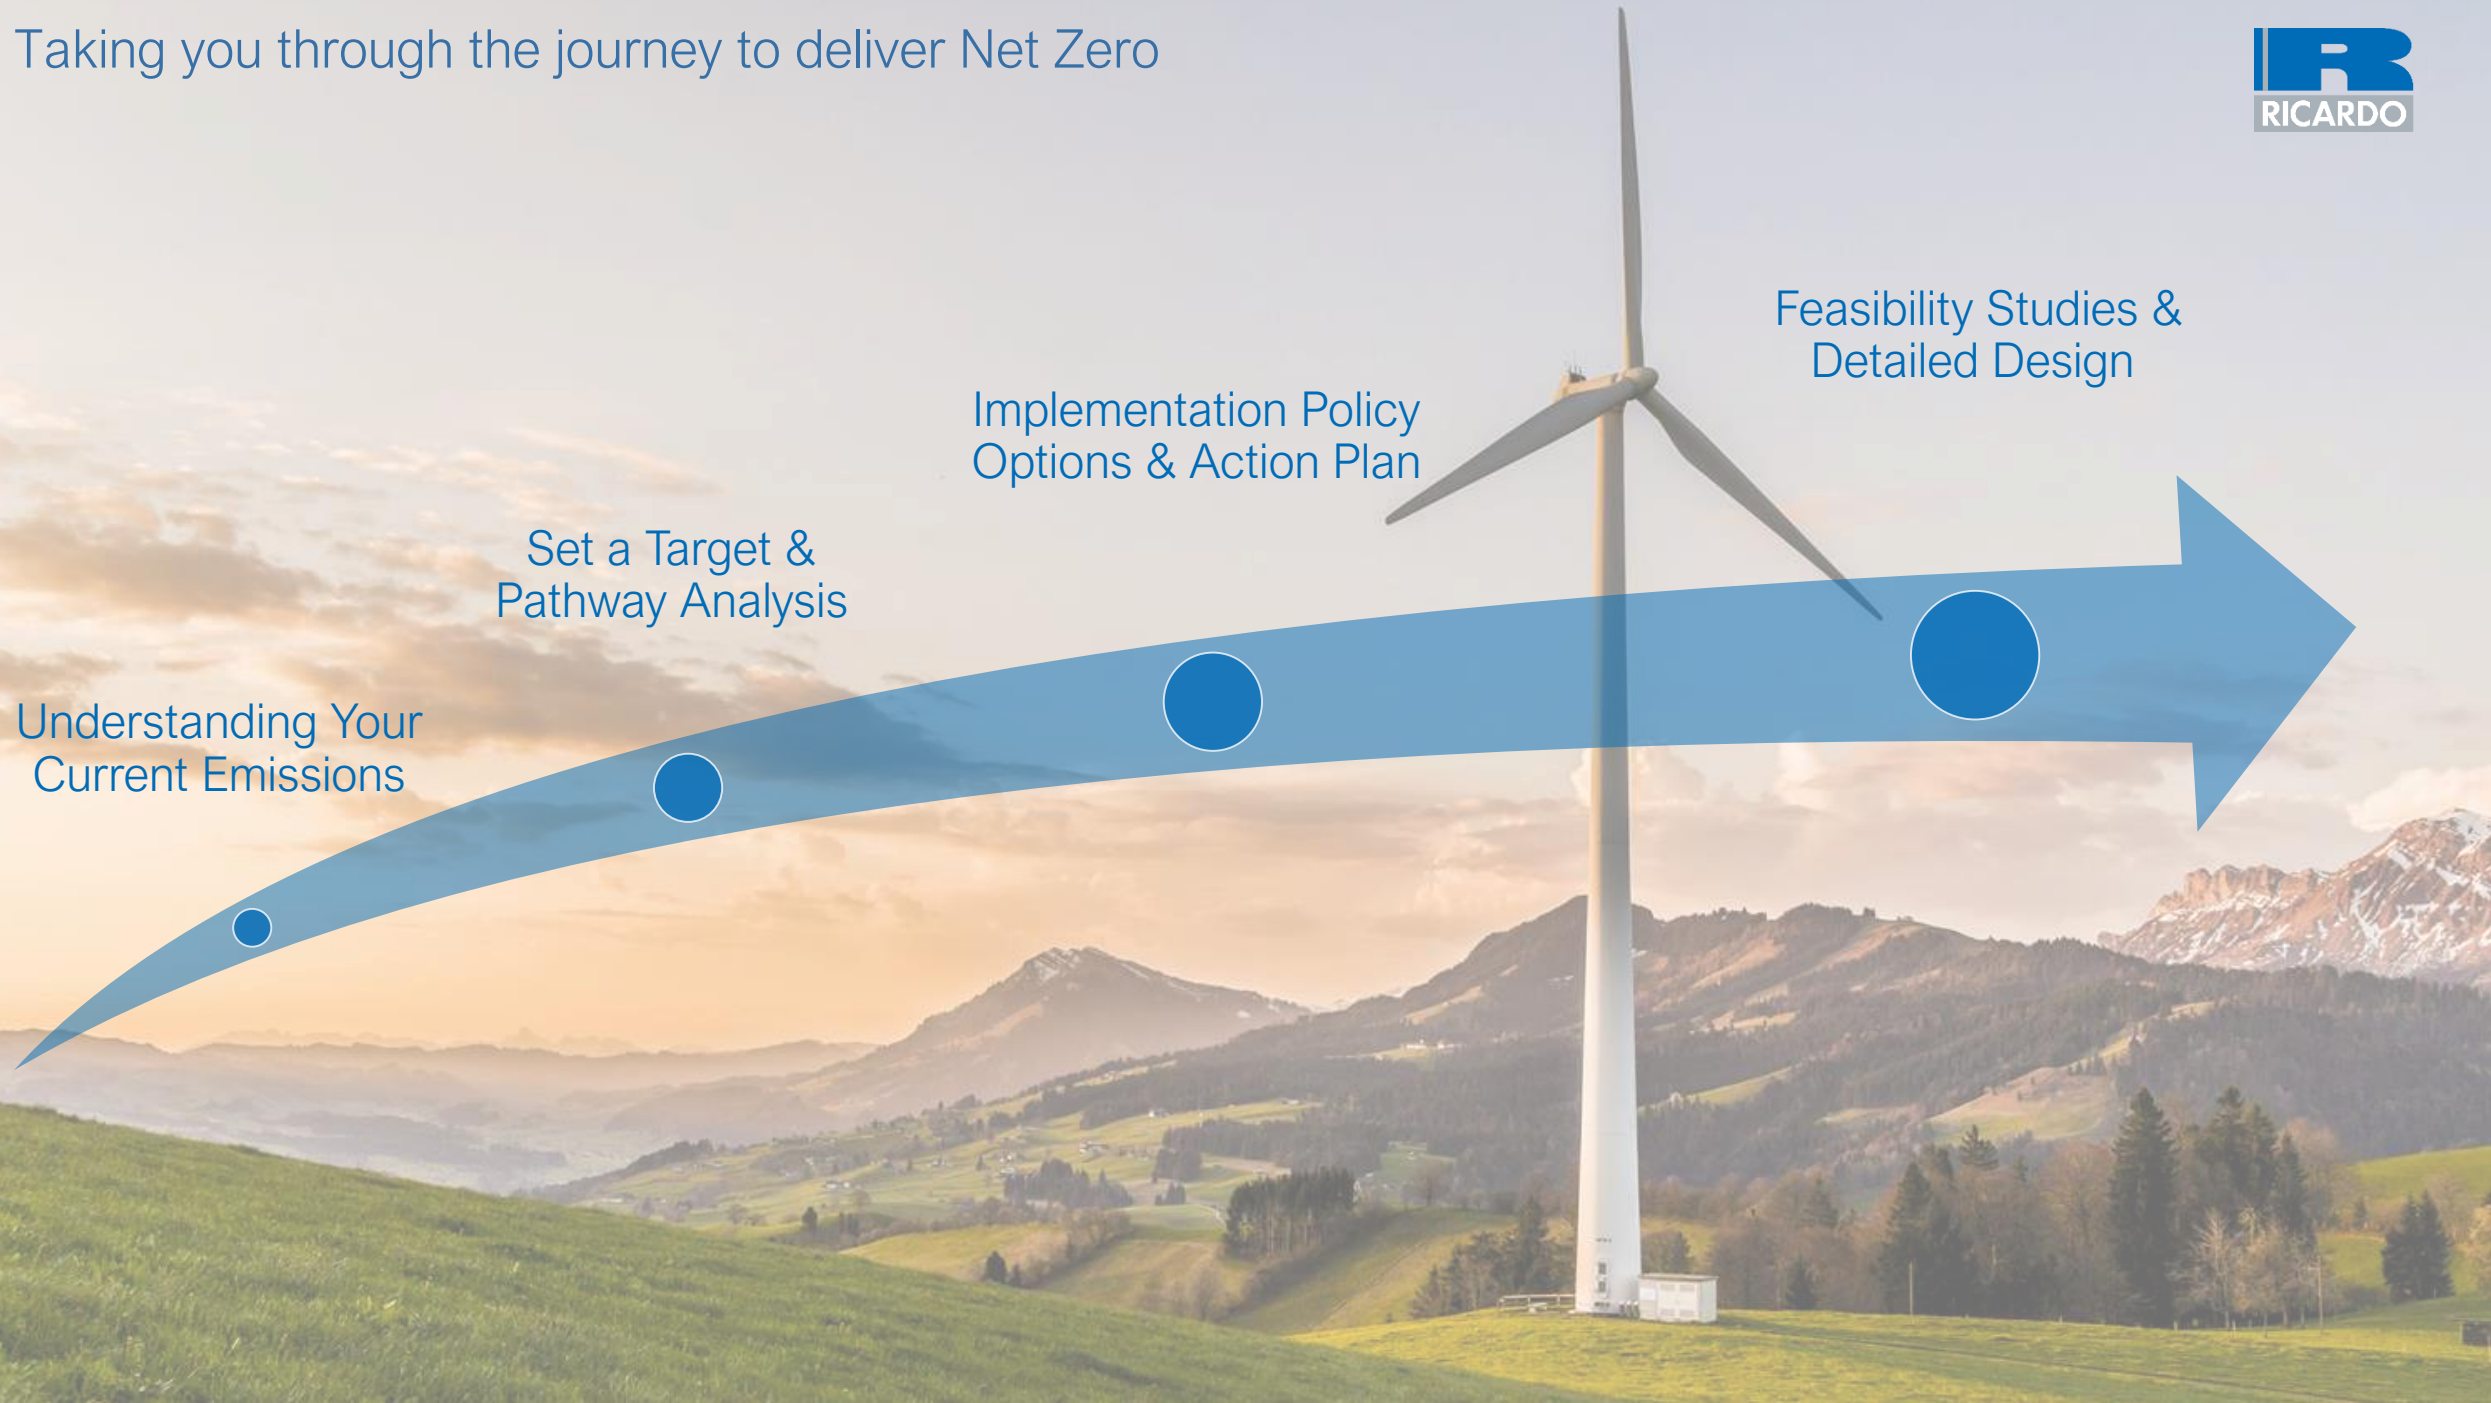 Taking you through the journey to deliver Net Zero
RICARDO
Understanding Your
Current Emissions
Set a Target &
Pathway Analysis
Implementation Policy
Options & Action Plan
Feasibility Studies &
Detailed Design